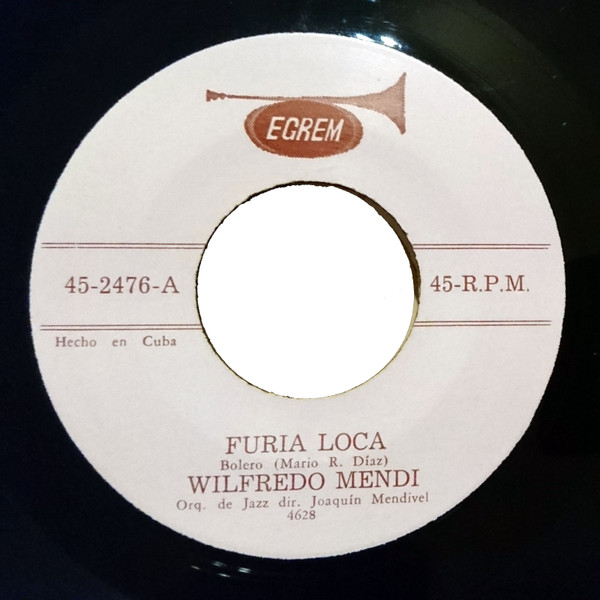 EGREM
45-2476-A
45-R.P.M.
Hecho en Cuba
FURIA LOCA
Bolero (Mario R. Díaz)
WILFREDO MENDI
Orq. de Jazz dir. Joaquín Mendivel
4628